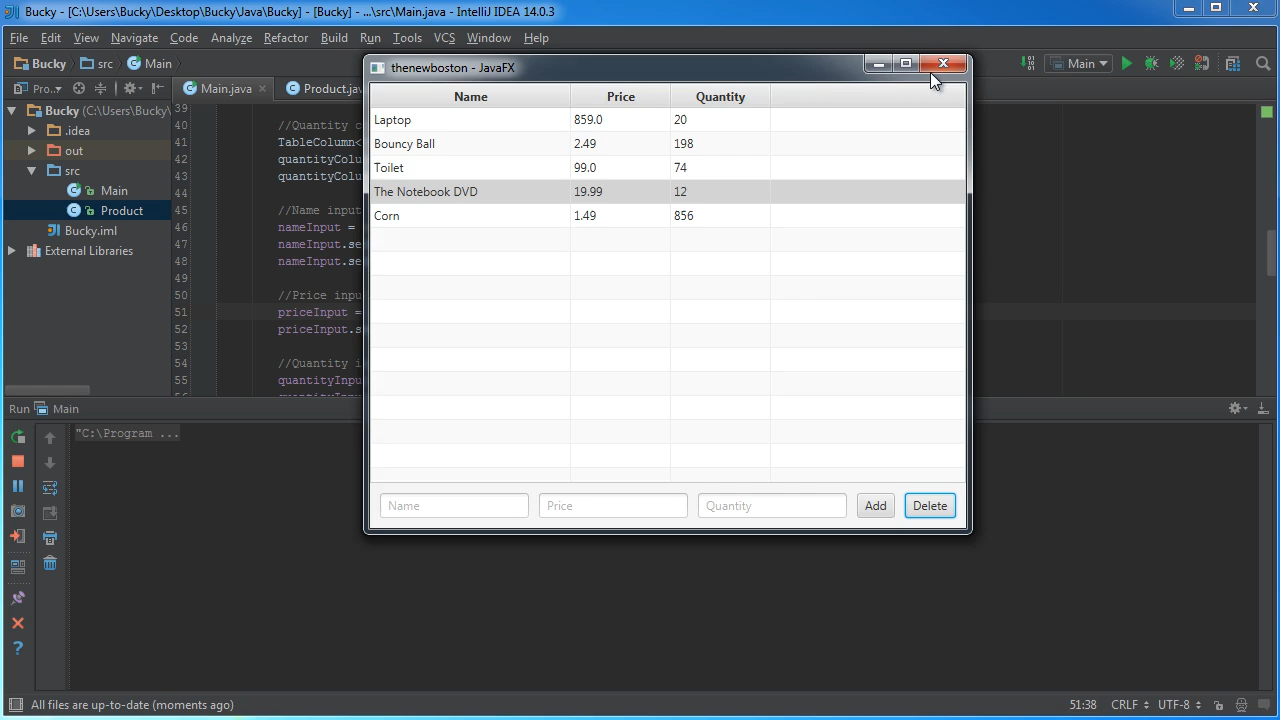 Bucky - [C:\Users\Bucky\Desktop\Bucky\Java\Bucky] - [Bucky] - ...\src\Main.java - IntelliJ IDEA 14.0.3
File Edit View Navigate Code Analyze Refactor Build Run Tools VCS Window Help
Bucky src Main
Main
Pro...
Main.java
Product.jav
Bucky (C:\Users\Bucky\
.idea
out
src
Main
Product
Bucky.iml
External Libraries
39
40 //Quantity c
41 TableColumn<
42 quantityColu
43 quantityColu
44
45 //Name input
46 nameInput =
47 nameInput.se
48 nameInput.se
49
50 //Price inpu
51 priceInput =
52 priceInput.s
53
54 //Quantity i
55 quantityInpu
thenewboston - JavaFX
Name Price Quantity
Laptop 859.0 20
Bouncy Ball 2.49 198
Toilet 99.0 74
The Notebook DVD 19.99 12
Corn 1.49 856
Name Price Quantity Add Delete
Run Main
"C:\Program ...
All files are up-to-date (moments ago)
51:38 CRLF UTF-8